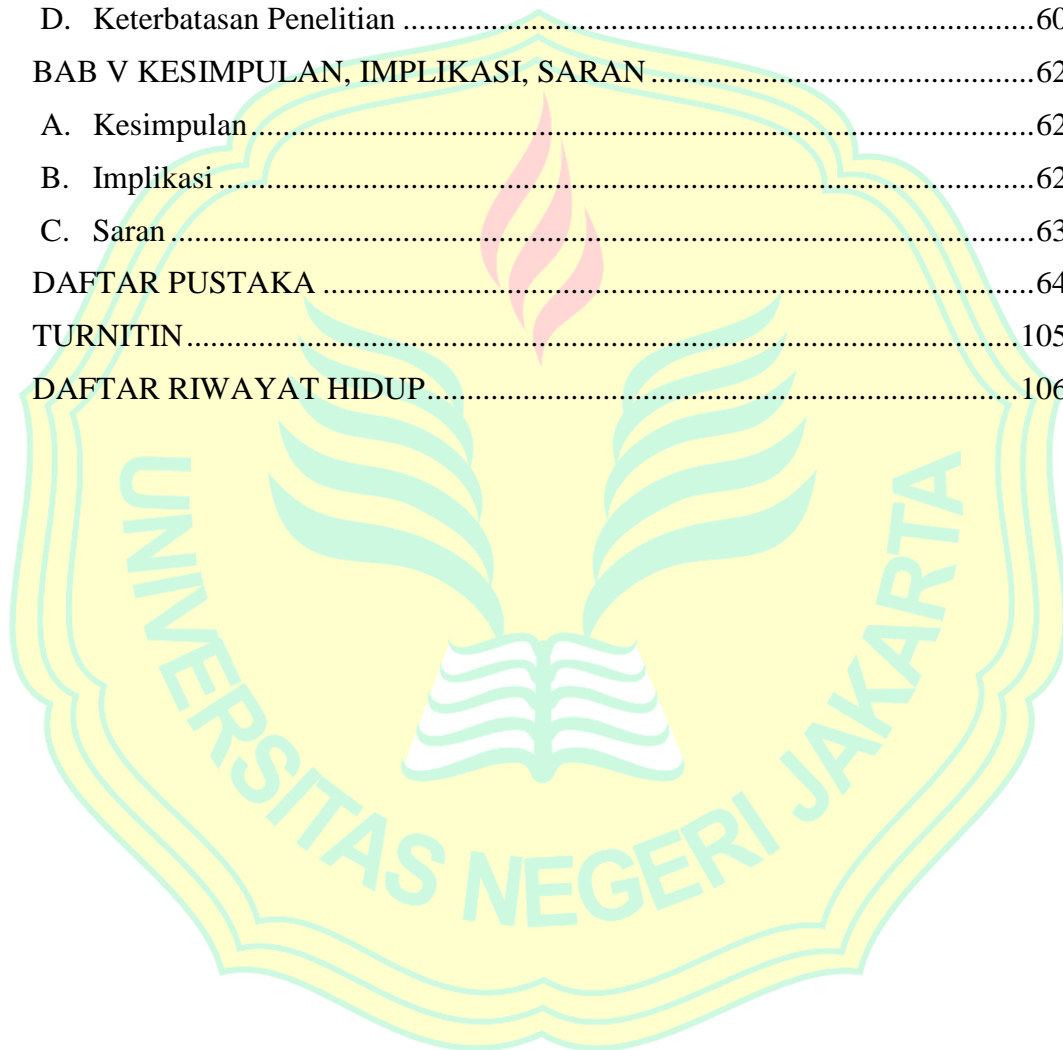 D. Keterbatasan Penelitian ........................................................................60
BAB V KESIMPULAN, IMPLIKASI, SARAN ...........................................62
A. Kesimpulan............................................................................................62
B. Implikasi ................................................................................................62
C. Saran ......................................................................................................63
DAFTAR PUSTAKA ..................................................................................64
TURNITIN.................................................................................................105
DAFTAR RIWAYAT HIDUP.....................................................................106
UNIVERSITAS NEGERI JAKARTA